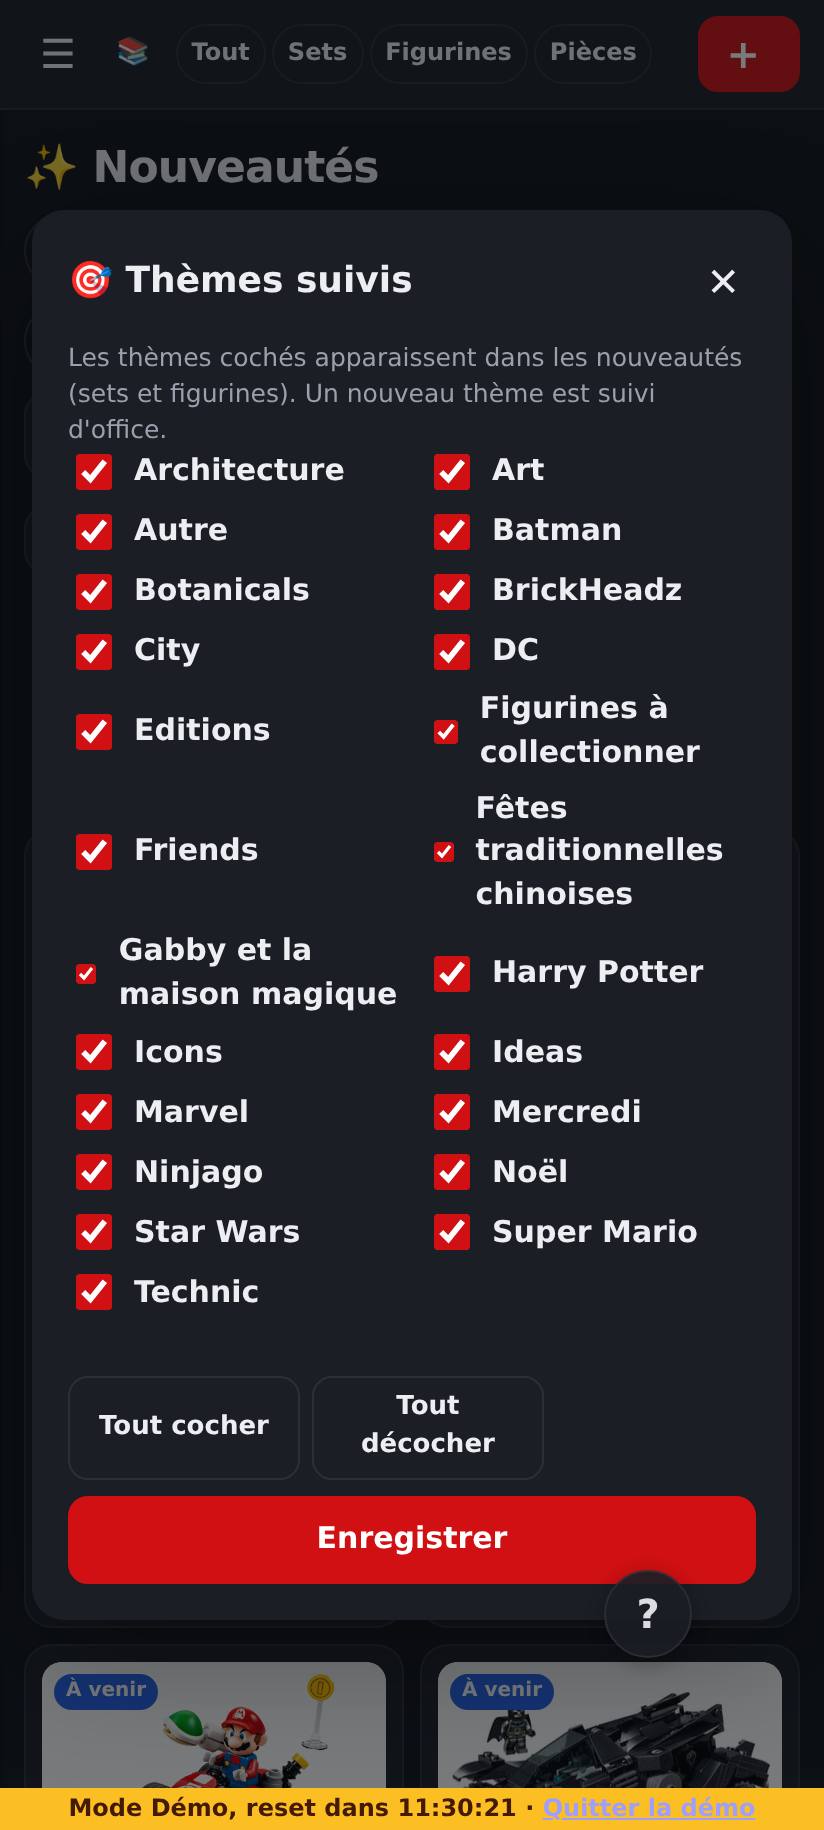 Tout Sets Figurines Pièces +
Nouveautés
Thèmes suivis ×
Les thèmes cochés apparaissent dans les nouveautés
(sets et figurines). Un nouveau thème est suivi
d'office.
Architecture
Art
Autre
Batman
Botanicals
BrickHeadz
City
DC
Editions
Figurines à
collectionner
Friends
Fêtes
traditionnelles
chinoises
Gabby et la
maison magique
Harry Potter
Icons
Ideas
Marvel
Mercredi
Ninjago
Noël
Star Wars
Super Mario
Technic
Tout cocher
Tout
décocher
Enregistrer
?
À venir
À venir
Mode Démo, reset dans 11:30:21 · Quitter la démo